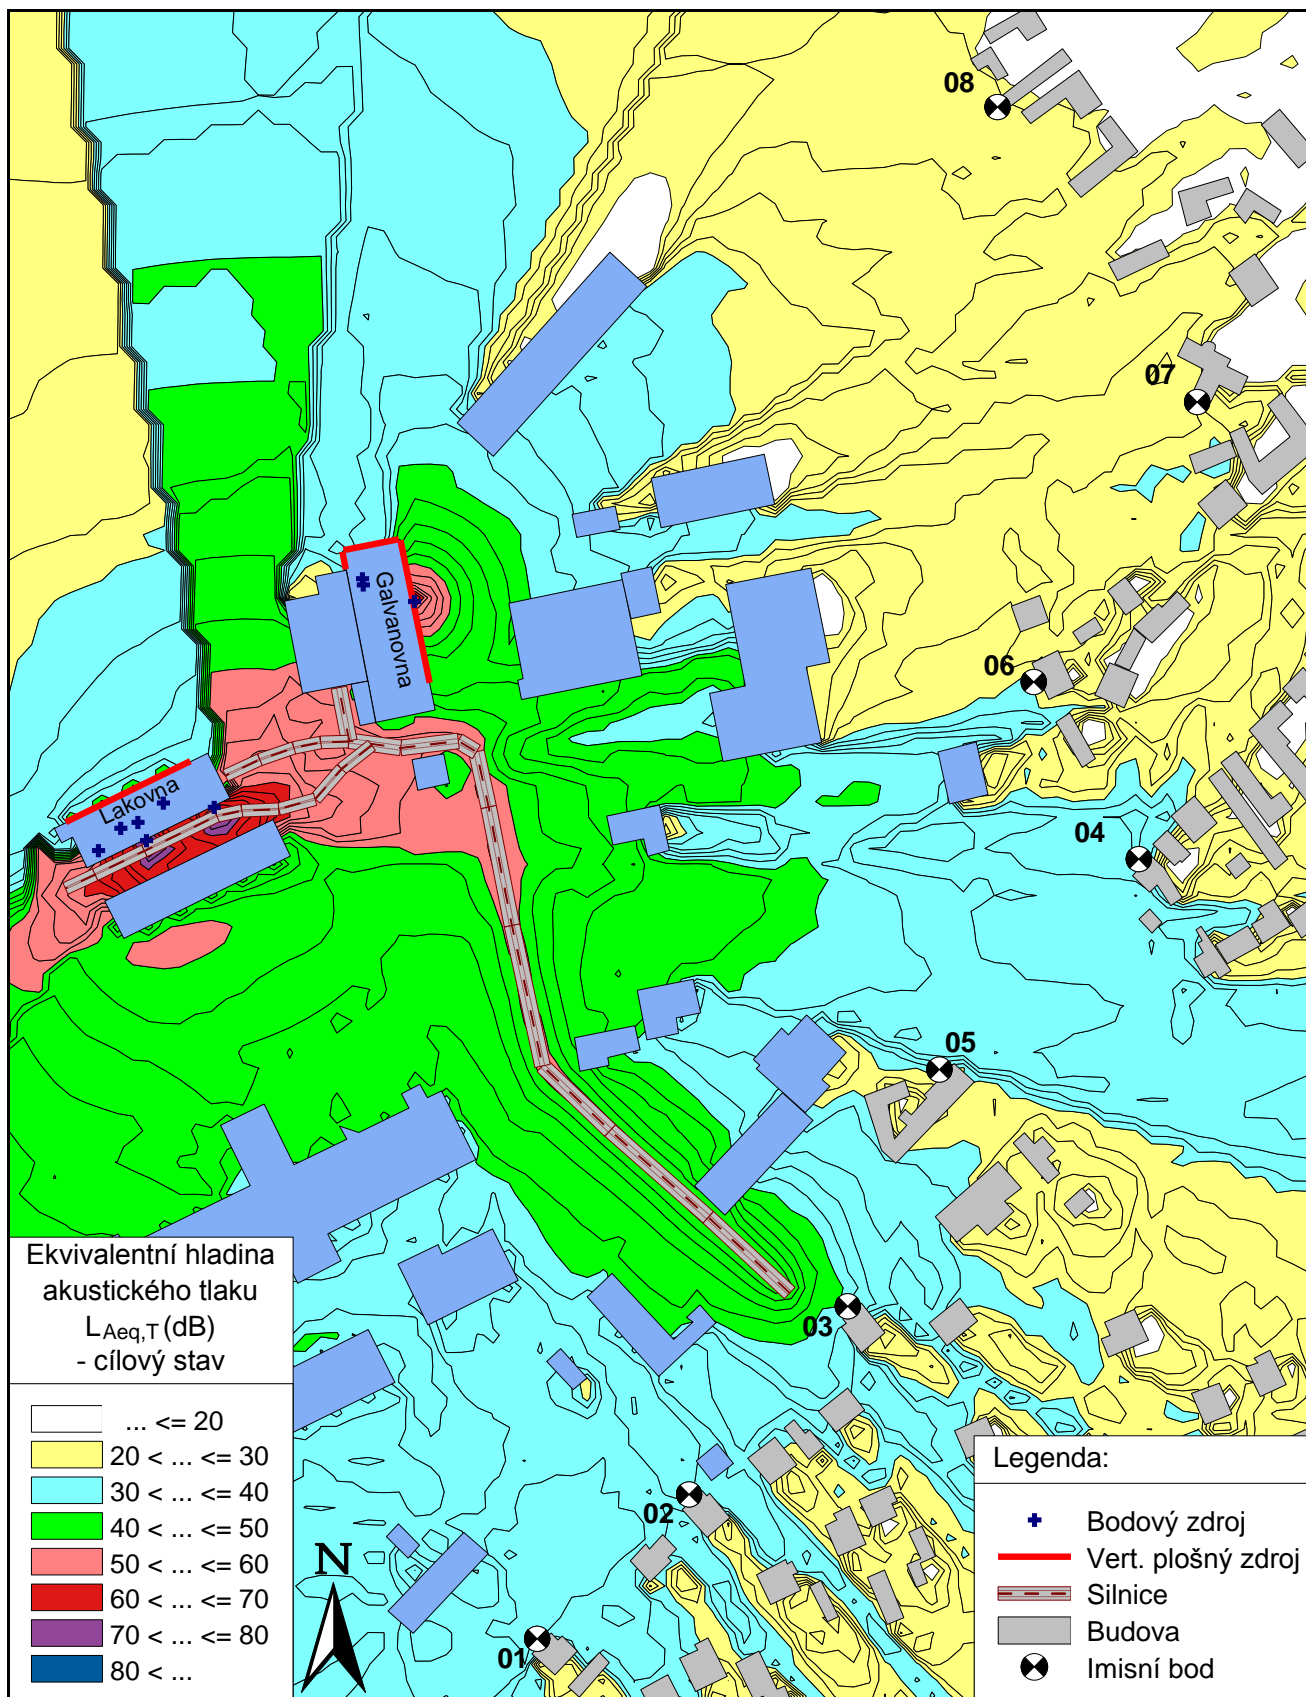 08
07
06
04
05
03
02
01
Galvanovna
Lakovna
Ekvivalentní hladina
akustického tlaku
LAeq,T (dB)
- cílový stav
... <= 20
20 < ... <= 30
30 < ... <= 40
40 < ... <= 50
50 < ... <= 60
60 < ... <= 70
70 < ... <= 80
80 < ...
N
Legenda:
Bodový zdroj
Vert. plošný zdroj
Silnice
Budova
Imisní bod